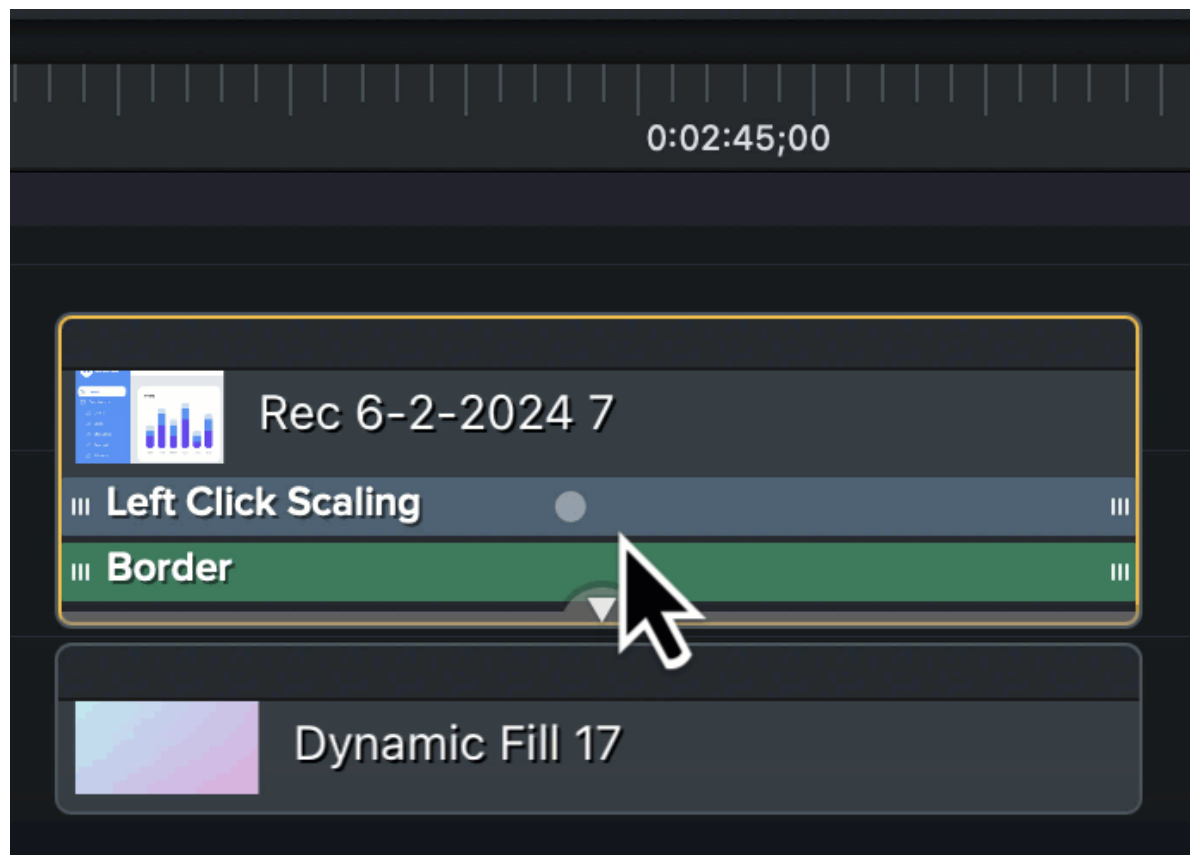 0:02:45;00
Rec 6-2-2024 7
Left Click Scaling
Border
Dynamic Fill 17